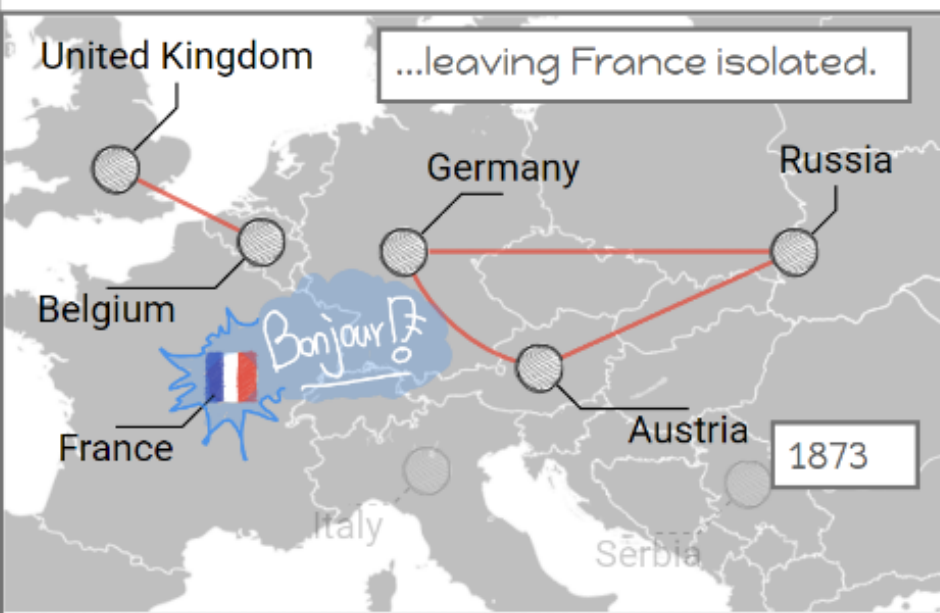 United Kingdom
...leaving France isolated.
Germany
Russia
Belgium
Bonjour!?
France
Austria
1873
Italy
Serbia